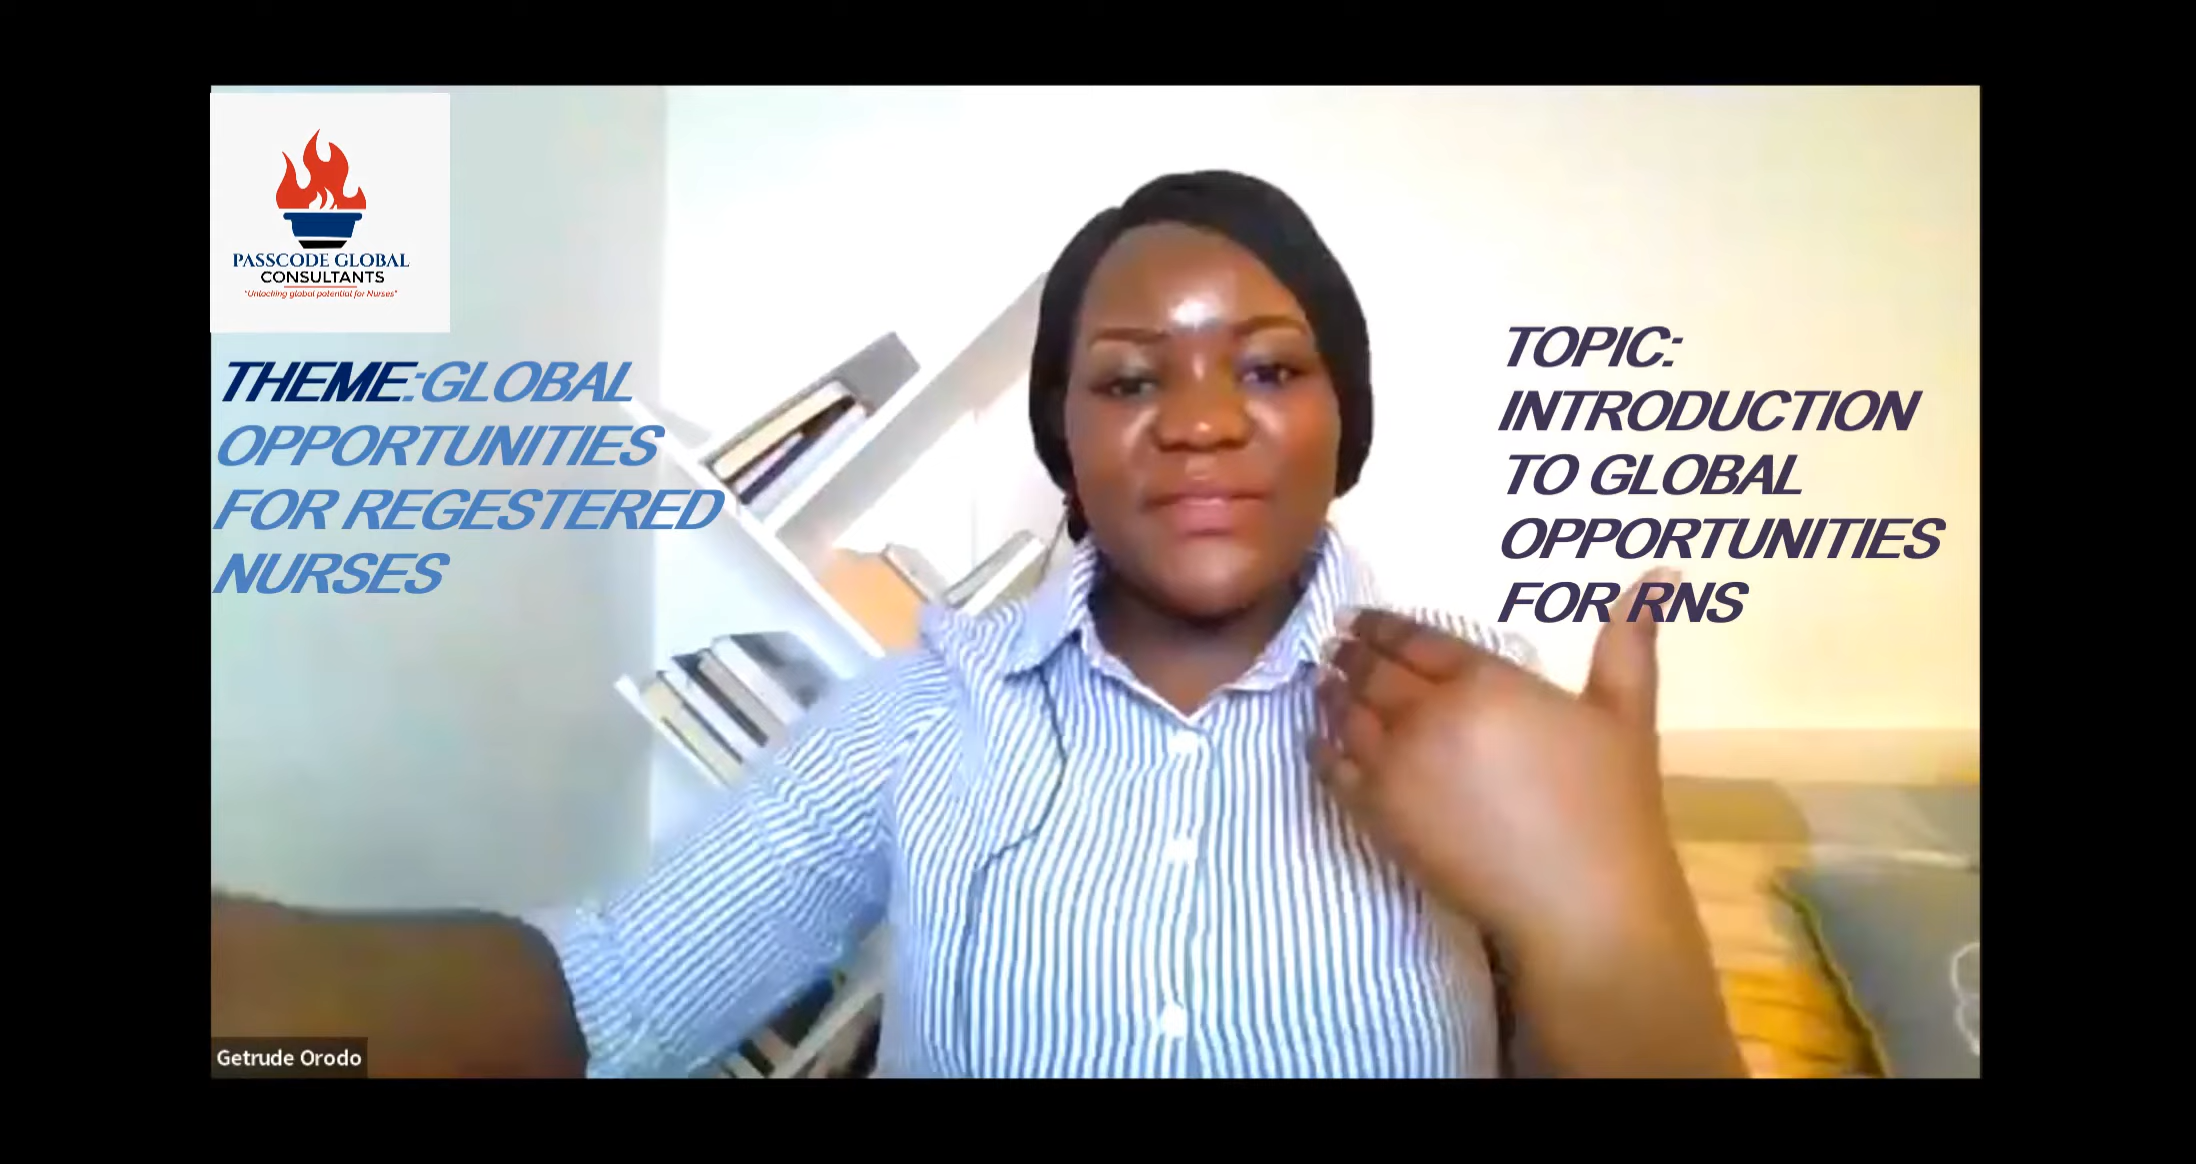 PASSCODE GLOBAL
CONSULTANTS
"Unlocking global potential for Nurses"
THEME:GLOBAL
OPPORTUNITIES
FOR REGESTERED
NURSES
TOPIC:
INTRODUCTION
TO GLOBAL
OPPORTUNITIES
FOR RNS
Getrude Orodo